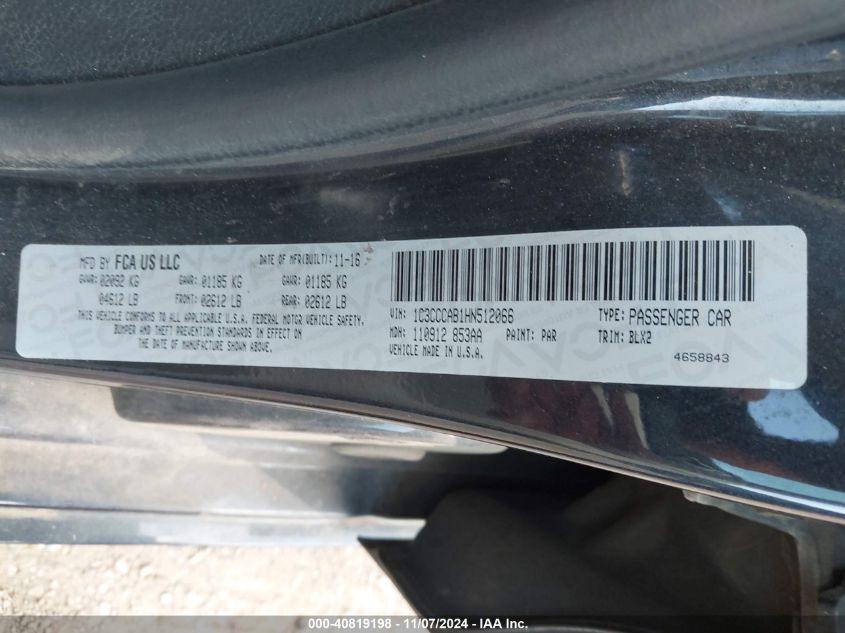 MFD BY FCA US LLC DATE OF MFR(BUILT): 11-16
GVWR: 02092 KG GAWR: 01185 KG GAWR: 01185 KG
04612 LB FRONT: 02612 LB REAR: 02612 LB
THIS VEHICLE CONFORMS TO ALL APPLICABLE U.S. FEDERAL MOTOR VEHICLE SAFETY,
BUMPER AND THEFT PREVENTION STANDARDS IN EFFECT ON
THE DATE OF MANUFACTURE SHOWN ABOVE.
VIN: 1C3CCCAB1HN512066 TYPE: PASSENGER CAR
MDH: 110912 853AA PAINT: PAR TRIM: BLX2
VEHICLE MADE IN U.S.A. 4658843
000-40819198 - 11/07/2024 - IAA Inc.